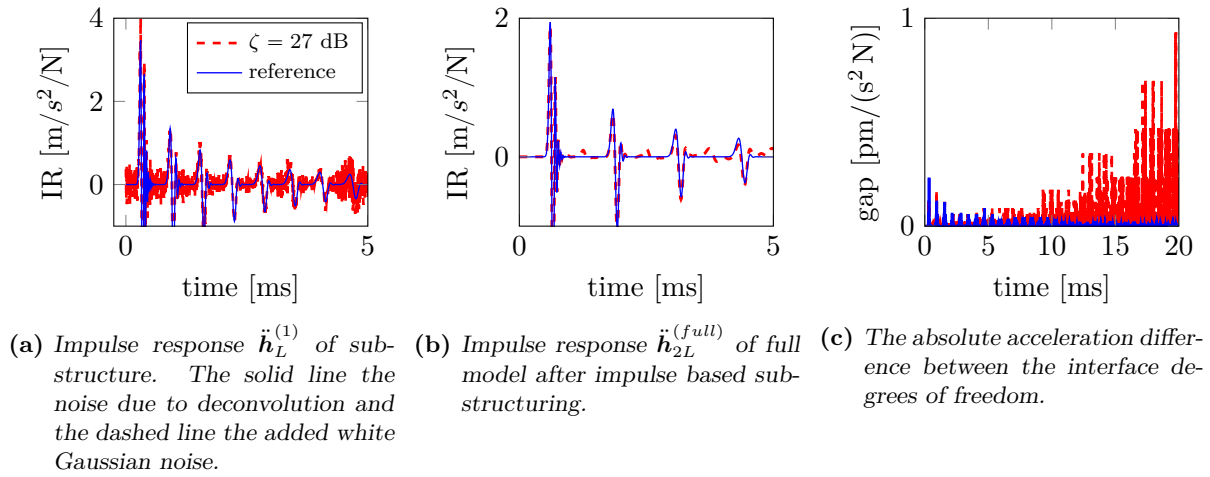 4
2
0
IR [m/s²/N]
ζ = 27 dB
reference
0
5
time [ms]
2
0
IR [m/s²/N]
0
5
time [ms]
1
0
gap [pm/(s² N)]
0
5
10
15
20
time [ms]
(a) Impulse response ḧ_L^(1) of sub-
structure. The solid line the
noise due to deconvolution and
the dashed line the added white
Gaussian noise.
(b) Impulse response ḧ_2L^(full) of full
model after impulse based sub-
structuring.
(c) The absolute acceleration differ-
ence between the interface de-
grees of freedom.